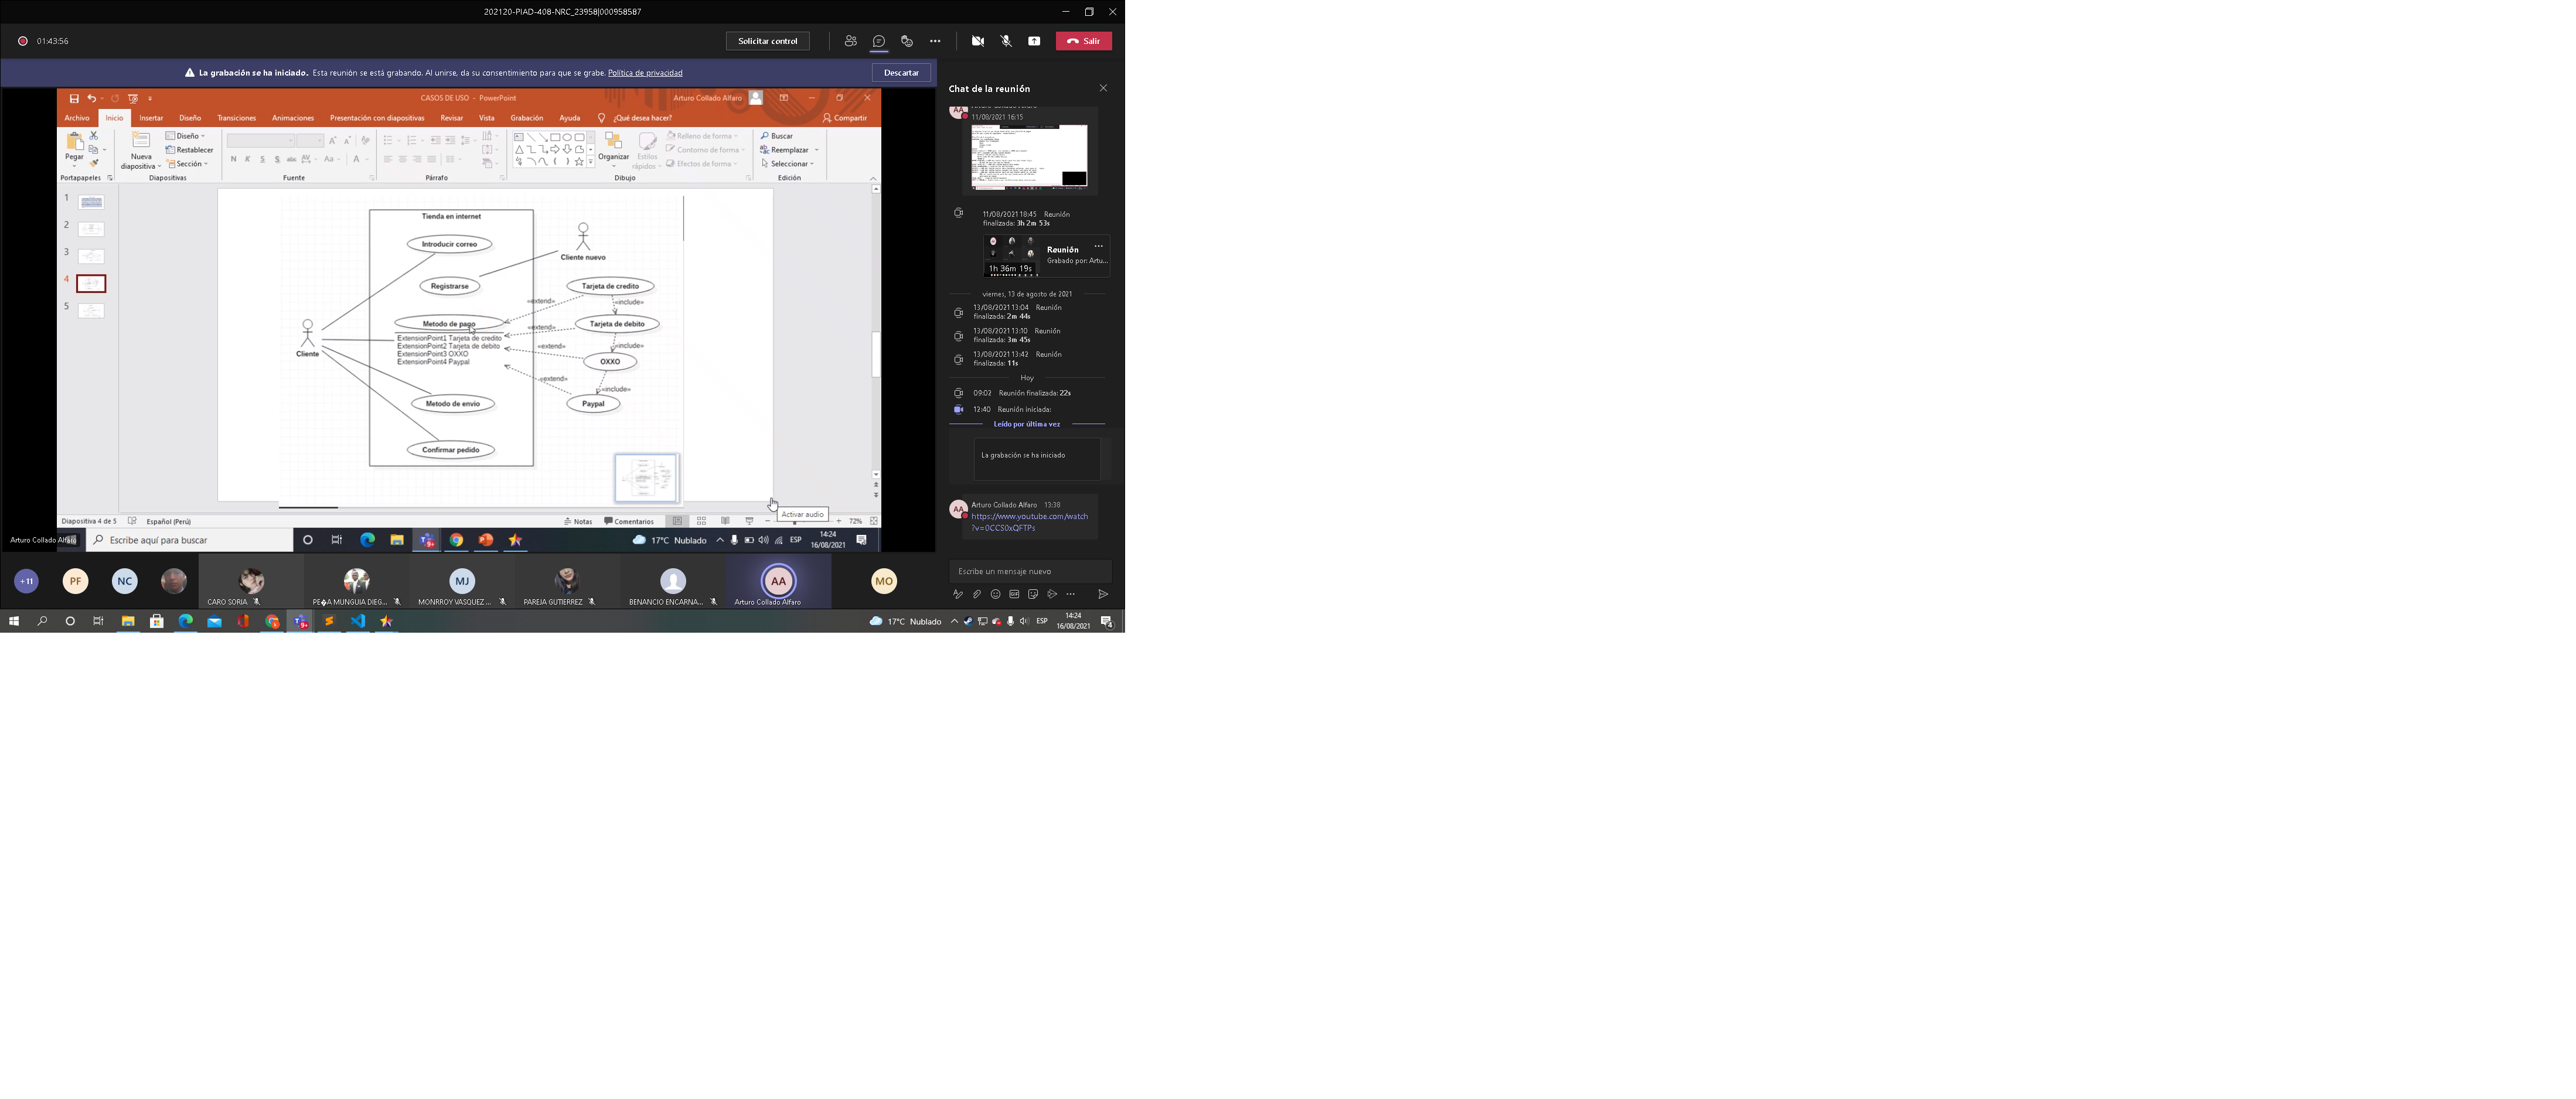 202120-PIAD-408-NRC_23958|000958587
01:43:56
Solicitar control
Salir
La grabación se ha iniciado. Esta reunión se está grabando. Al unirse, da su consentimiento para que se grabe. Política de privacidad
Descartar
CASOS DE USO - PowerPoint
Arturo Collado Alfaro
Archivo Inicio Insertar Diseño Transiciones Animaciones Presentación con diapositivas Revisar Vista Grabación Ayuda ¿Qué desea hacer? Compartir
Pegar
Nueva diapositiva
Diseño
Restablecer
Sección
N K S S abc AV Aa A
Organizar
Estilos rápidos
Relleno de forma
Contorno de forma
Efectos de forma
Buscar
Reemplazar
Seleccionar
Portapapeles Diapositivas Fuente Párrafo Dibujo Edición
1
2
3
4
5
Tienda en internet
Introducir correo
Cliente nuevo
Registrarse
Tarjeta de credito
«extend»
«include»
Metodo de pago
Tarjeta de debito
«extend»
ExtensionPoint1 Tarjeta de credito
ExtensionPoint2 Tarjeta de debito
ExtensionPoint3 OXXO
ExtensionPoint4 Paypal
«extend»
«include»
Cliente
OXXO
«extend»
«include»
Metodo de envio
Paypal
Confirmar pedido
Activar audio
Diapositiva 4 de 5 Español (Perú) Notas Comentarios 72%
Arturo Collado Alfaro
Escribe aquí para buscar
17°C Nublado ESP
14:24
16/08/2021
+11
PF
NC
CARO SORIA
PE�A MUNGUIA DIEG...
MJ
MONRROY VASQUEZ ...
PAREJA GUTIERREZ
BENANCIO ENCARNA...
AA
Arturo Collado Alfaro
MO
Chat de la reunión
AA
11/08/2021 16:15
11/08/2021 18:45 Reunión
finalizada: 3h 2m 53s
Reunión
Grabado por: Artu...
1h 36m 19s
viernes, 13 de agosto de 2021
13/08/2021 13:04 Reunión
finalizada: 2m 44s
13/08/2021 13:10 Reunión
finalizada: 3m 45s
13/08/2021 13:42 Reunión
finalizada: 11s
Hoy
09:02 Reunión finalizada: 22s
12:40 Reunión iniciada:
Leído por última vez
La grabación se ha iniciado
AA
Arturo Collado Alfaro 13:38
https://www.youtube.com/watch
?v=0CCS0xQFTPs
Escribe un mensaje nuevo
17°C Nublado ESP
14:24
16/08/2021
4